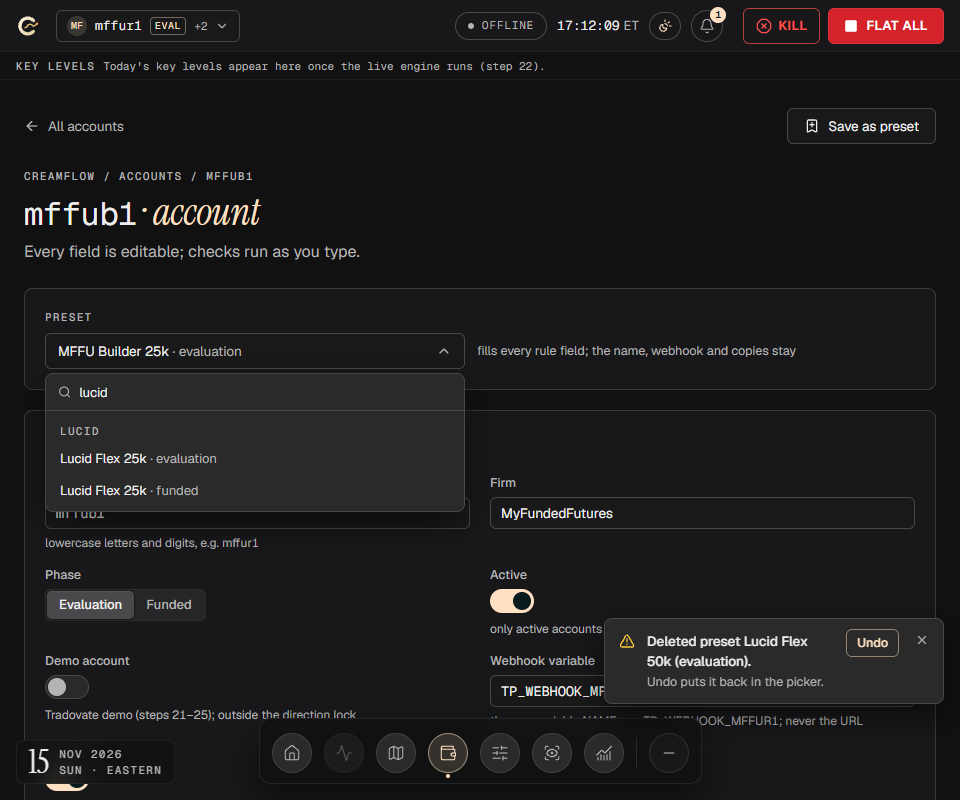 MF mffur1 EVAL +2
OFFLINE
17:12:09 ET
1
KILL
FLAT ALL
KEY LEVELS Today's key levels appear here once the live engine runs (step 22).
All accounts
Save as preset
CREAMFLOW / ACCOUNTS / MFFUB1
mffub1·account
Every field is editable; checks run as you type.
PRESET
MFFU Builder 25k · evaluation
fills every rule field; the name, webhook and copies stay
lucid
LUCID
Lucid Flex 25k · evaluation
Lucid Flex 25k · funded
Firm
mffub1
MyFundedFutures
lowercase letters and digits, e.g. mffur1
Phase
Active
Evaluation
Funded
only active accounts
Deleted preset Lucid Flex
50k (evaluation).
Undo puts it back in the picker.
Undo
Demo account
Webhook variable
TP_WEBHOOK_MF
Tradovate demo (steps 21–25); outside the direction lock
TP_WEBHOOK_MFFUR1; never the URL
15
NOV 2026
SUN · EASTERN